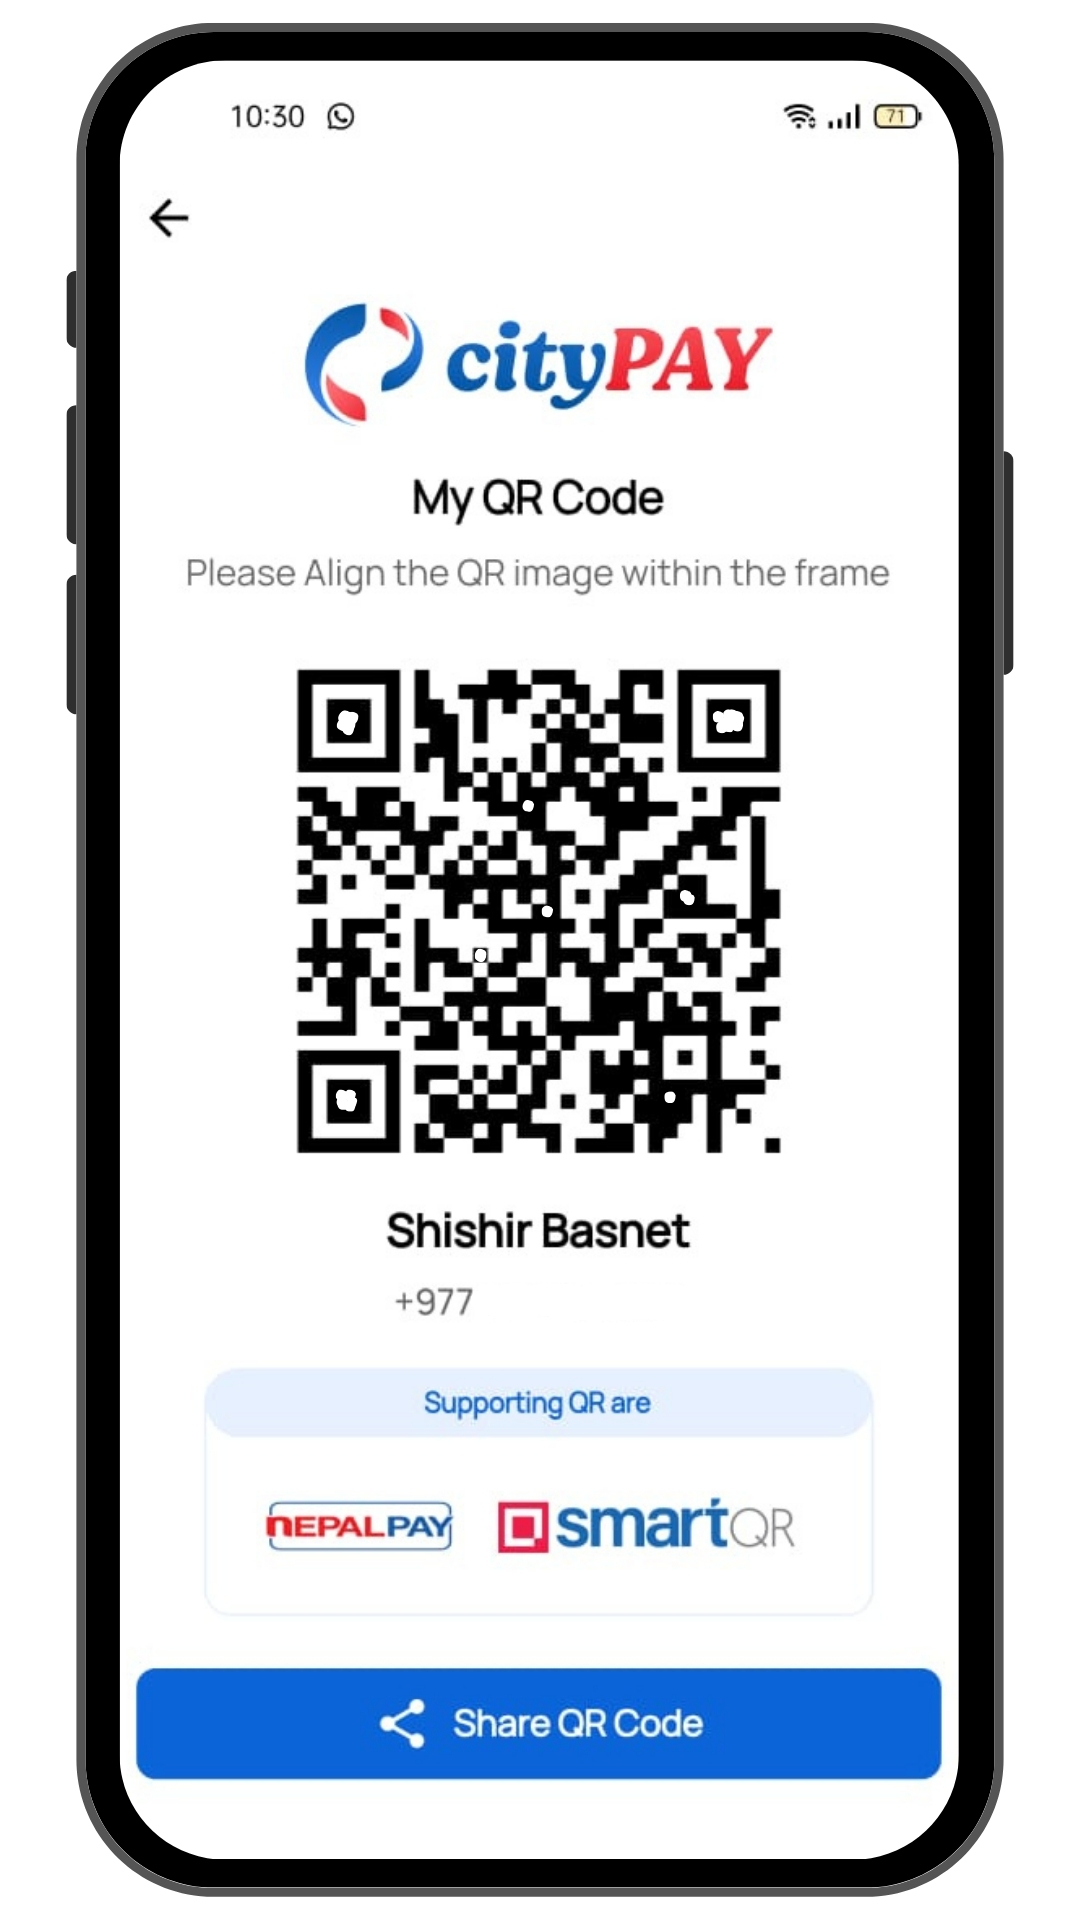 10:30
71
cityPAY
My QR Code
Please Align the QR image within the frame
Shishir Basnet
+977
Supporting QR are
nEPALPAY
smartQR
Share QR Code